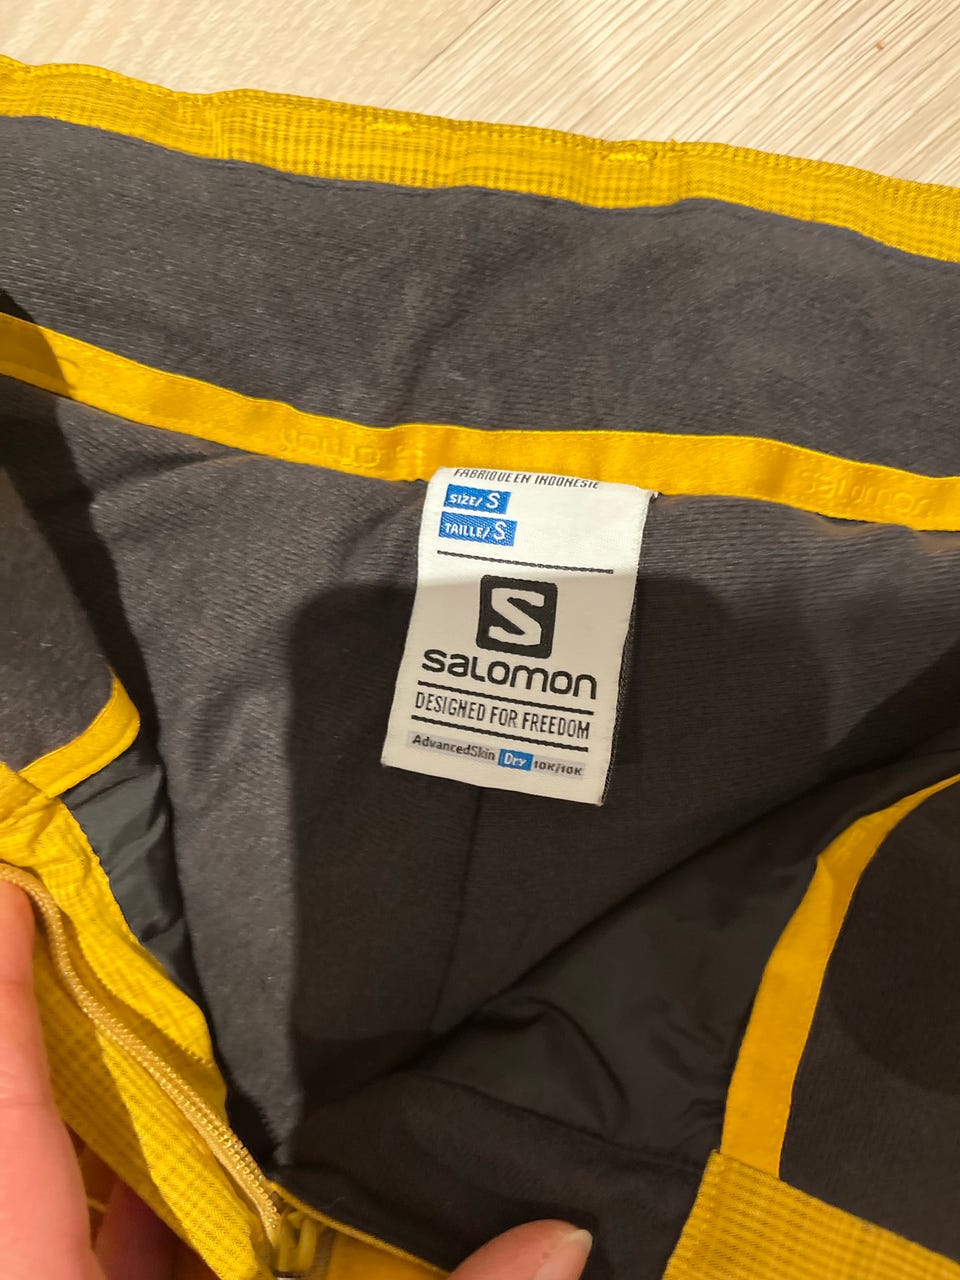 FABRIQUE EN INDONESIE
SIZE/ S
TAILLE/ S
S
SALOMON
DESIGNED FOR FREEDOM
AdvancedSkin Dry 10K/10K